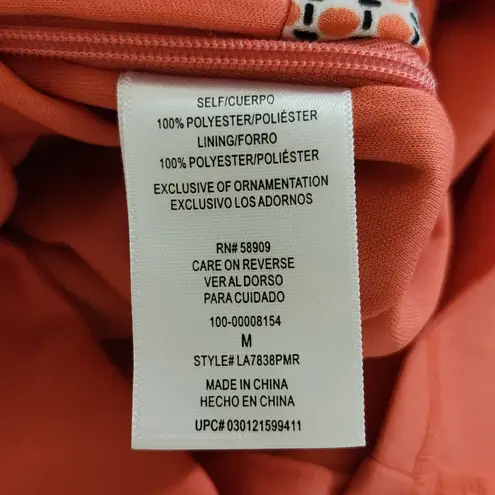 SELF/CUERPO
100% POLYESTER/POLIÉSTER
LINING/FORRO
100% POLYESTER/POLIÉSTER
EXCLUSIVE OF ORNAMENTATION
EXCLUSIVO LOS ADORNOS
RN# 58909
CARE ON REVERSE
VER AL DORSO
PARA CUIDADO
100-00008154
M
STYLE# LA7838PMR
MADE IN CHINA
HECHO EN CHINA
UPC# 030121599411